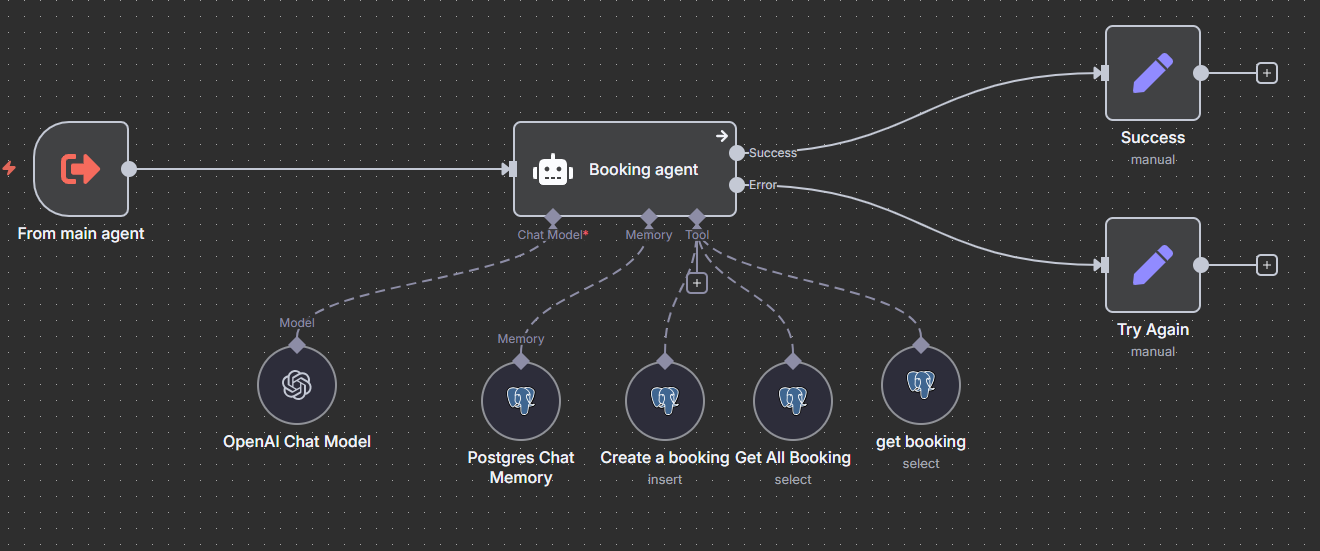 Success
manual
From main agent
Booking agent
Success
Error
Chat Model*
Memory
Tool
Try Again
manual
Model
OpenAI Chat Model
Memory
Postgres Chat
Memory
Create a booking
insert
Get All Booking
select
get booking
select